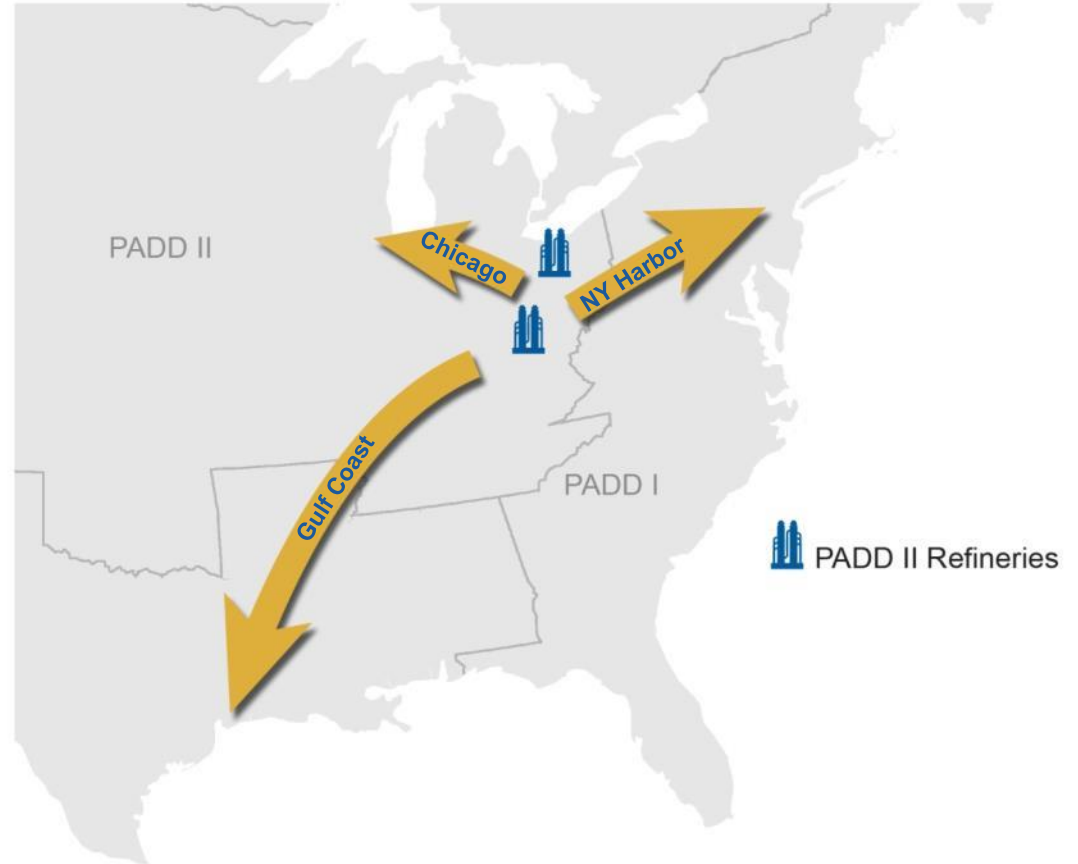 PADD II
Chicago
NY Harbor
Gulf Coast
PADD I
PADD II Refineries